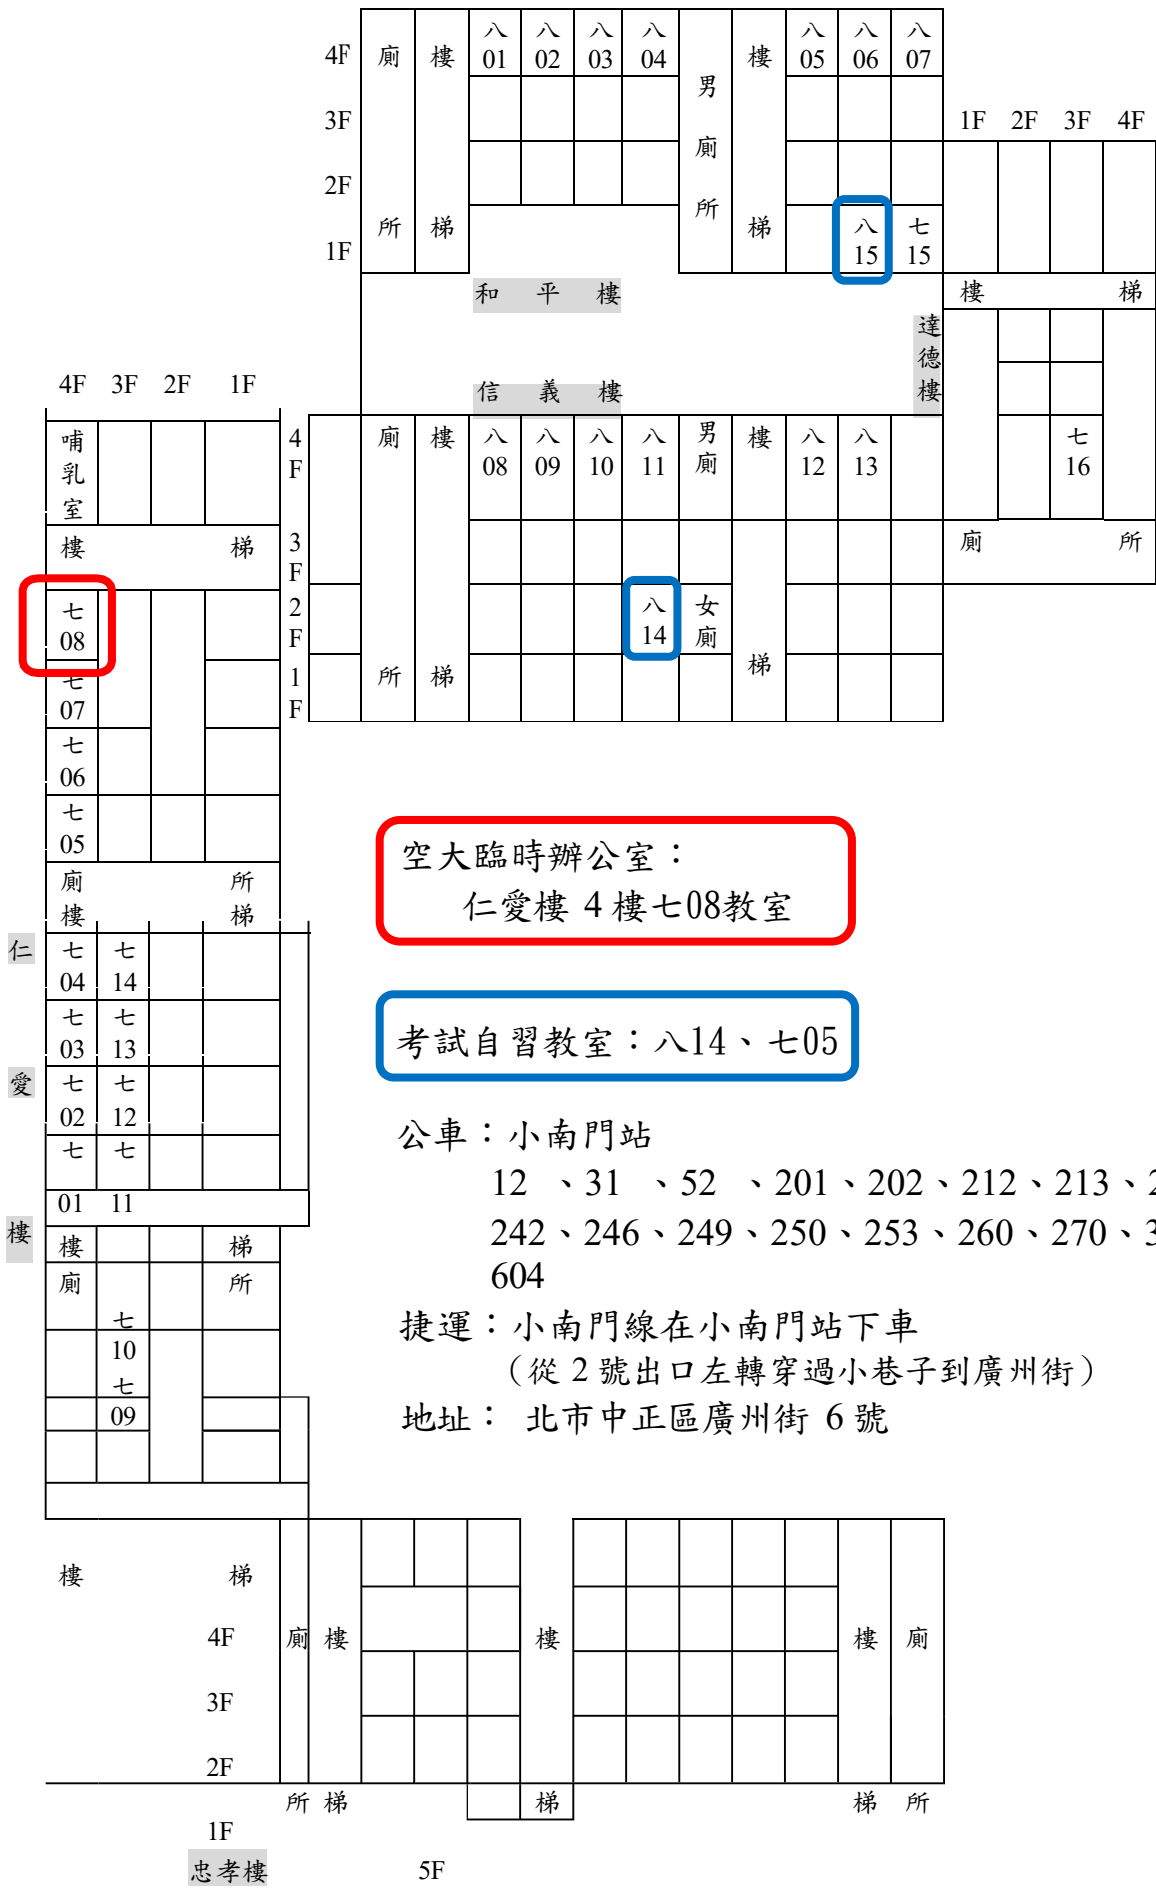 4F 廁 樓 八01 八02 八03 八04 男廁所 樓 八05 八06 八07
3F
1F 2F 3F 4F
2F
1F 所 梯 梯 八15 七15
和平樓
樓 梯
達德樓
信義樓
4F 3F 2F 1F
哺乳室
4F 廁 樓 八08 八09 八10 八11 男廁 樓 八12 八13
七16
樓 梯
3F
廁 所
七08
2F 八14 女廁
七07
1F 所 梯 梯
七06
七05
廁 所
樓 梯
仁愛樓
七04 七14
七03 七13
七02 七12
七01 七11
樓 梯
廁 所
七10
七09
空大臨時辦公室：
仁愛樓 4 樓七08教室
考試自習教室：八14、七05
公車：小南門站
12 、31 、52 、201、202、212、213、2
242、246、249、250、253、260、270、3
604
捷運：小南門線在小南門站下車
（從 2 號出口左轉穿過小巷子到廣州街）
地址： 北市中正區廣州街 6 號
樓 梯
4F 廁 樓 樓 樓 廁
3F
2F
所 梯 梯 梯 所
1F
忠孝樓 5F